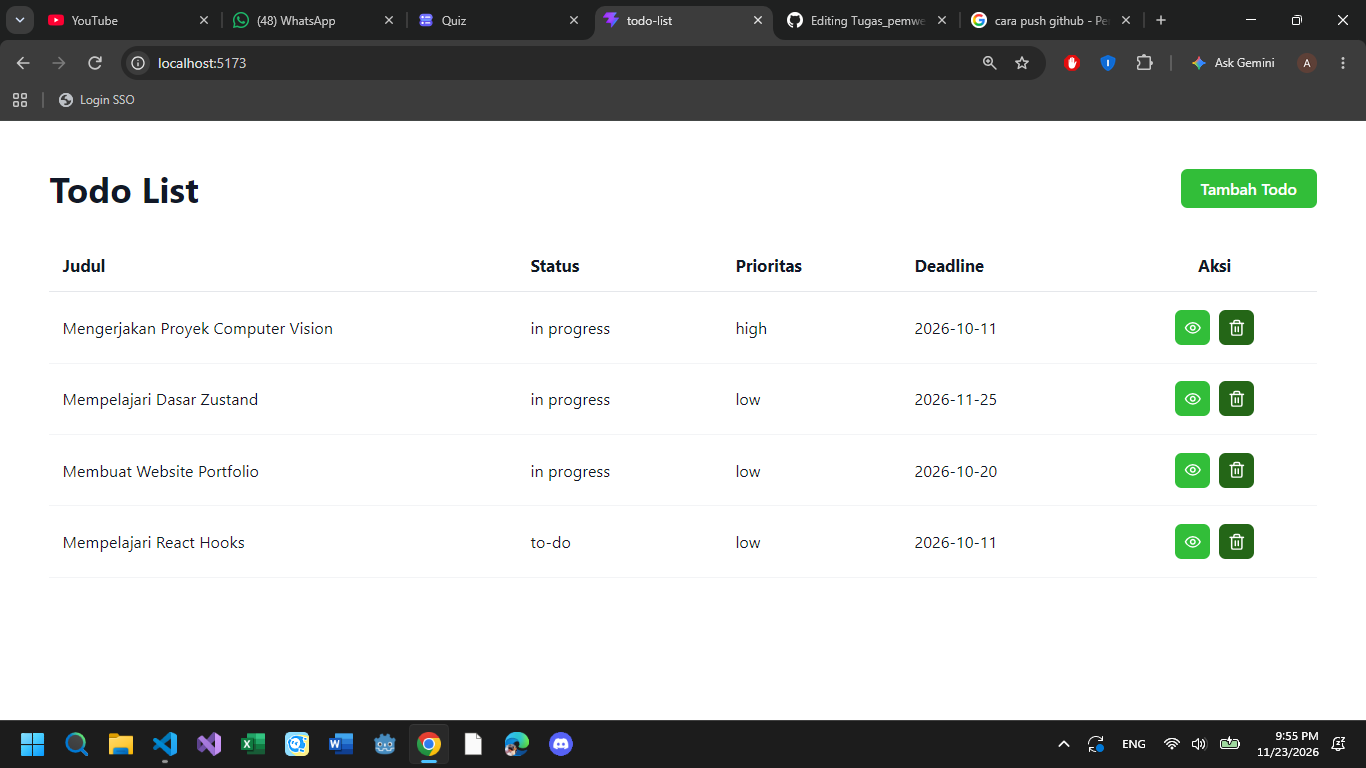 YouTube
(48) WhatsApp
Quiz
todo-list
Editing Tugas_pemwe
cara push github - Pe
localhost:5173
Ask Gemini
A
Login SSO
Todo List
Tambah Todo
Judul Status Prioritas Deadline Aksi
Mengerjakan Proyek Computer Vision in progress high 2026-10-11
Mempelajari Dasar Zustand in progress low 2026-11-25
Membuat Website Portfolio in progress low 2026-10-20
Mempelajari React Hooks to-do low 2026-10-11
ENG
9:55 PM
11/23/2026